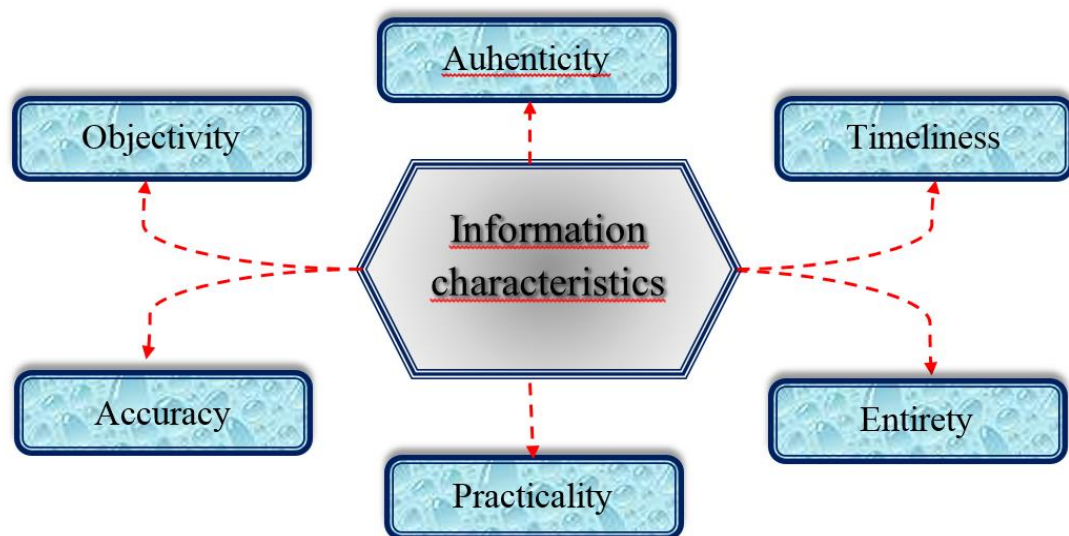 Auhenticity
Objectivity
Timeliness
Information
characteristics
Accuracy
Entirety
Practicality